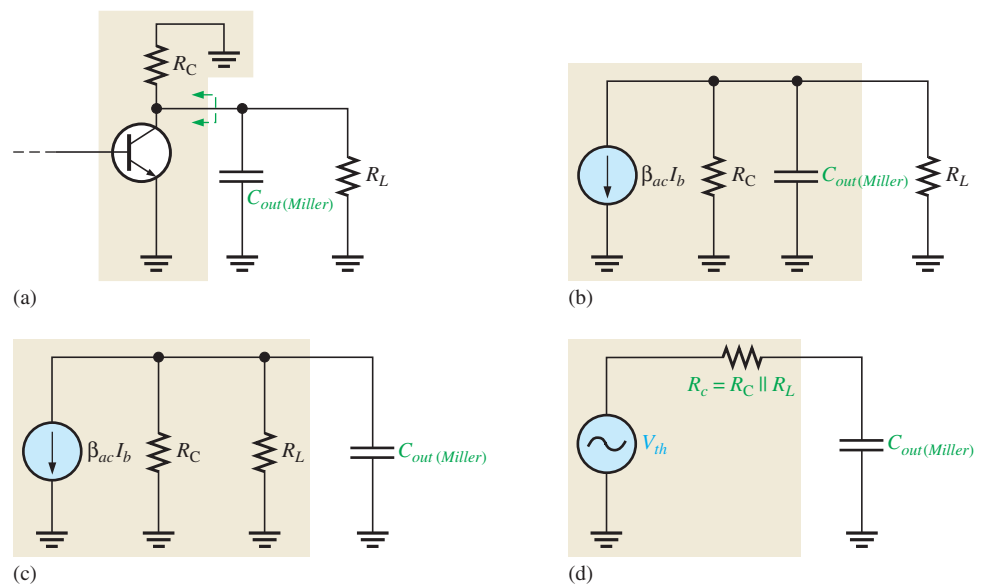 R_C
C_out(Miller)
R_L
(a)
β_ac I_b
R_C
C_out(Miller)
R_L
(b)
β_ac I_b
R_C
R_L
C_out(Miller)
(c)
R_c = R_C || R_L
V_th
C_out(Miller)
(d)